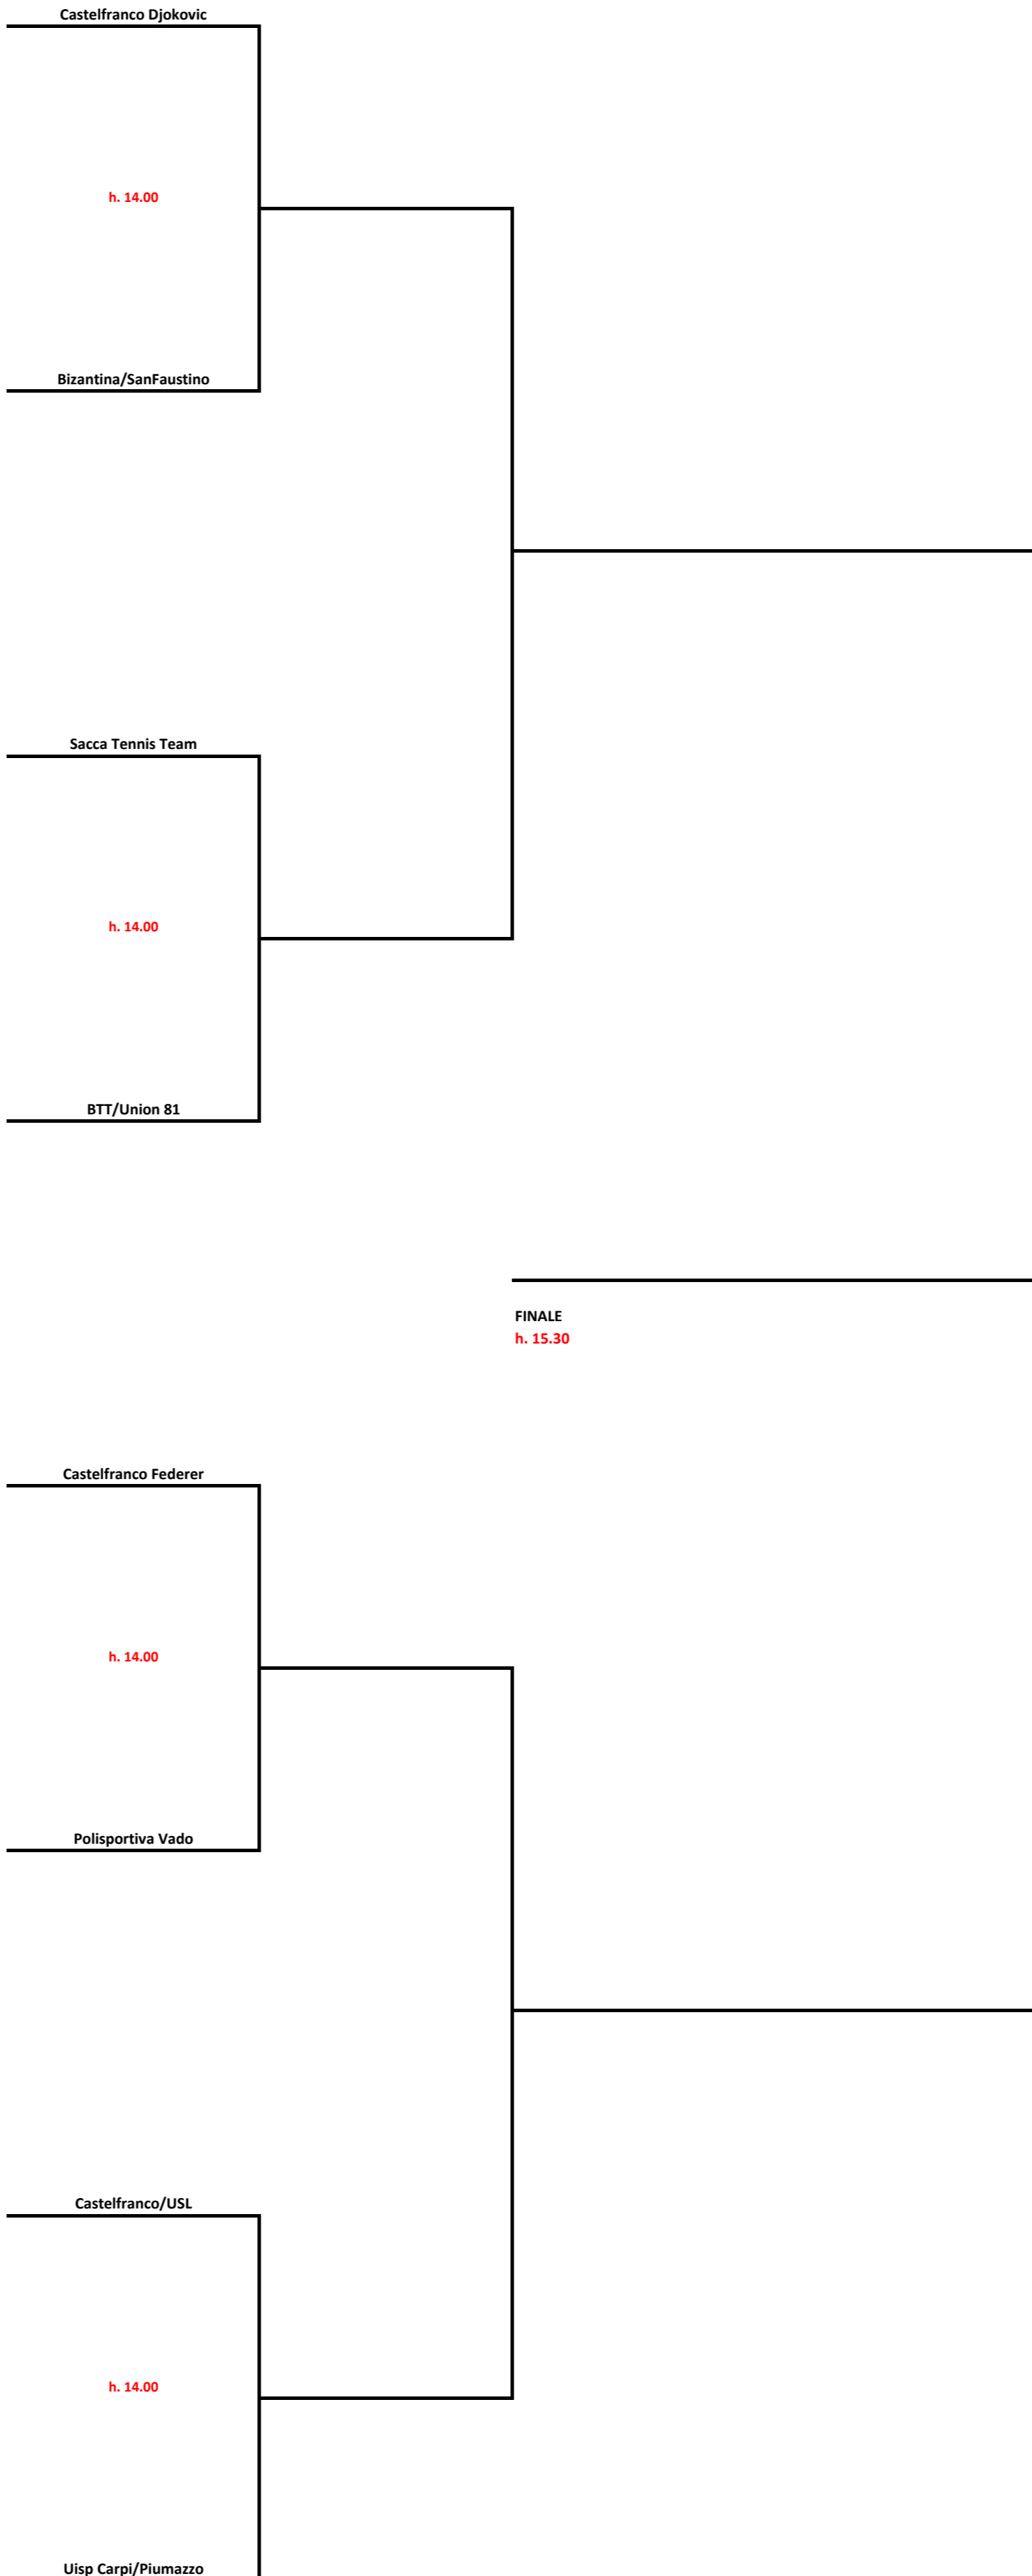 Castelfranco Djokovic
h. 14.00
Bizantina/SanFaustino
Sacca Tennis Team
h. 14.00
BTT/Union 81
FINALE
h. 15.30
Castelfranco Federer
h. 14.00
Polisportiva Vado
Castelfranco/USL
h. 14.00
Uisp Carpi/Piumazzo